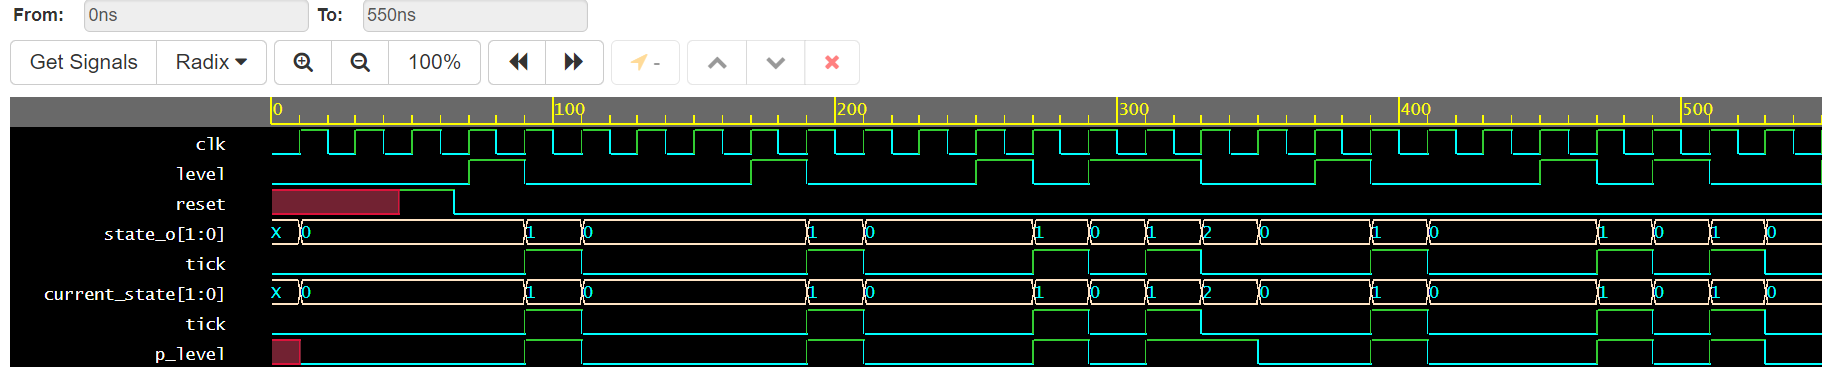 From: 0ns To: 550ns
Get Signals Radix 100% -
0 100 200 300 400 500
clk
level
reset
state_o[1:0] X 0 1 0 1 0 1 0 1 2 0 1 0 1 0 1 0
tick
current_state[1:0] X 0 1 0 1 0 1 0 1 2 0 1 0 1 0 1 0
tick
p_level